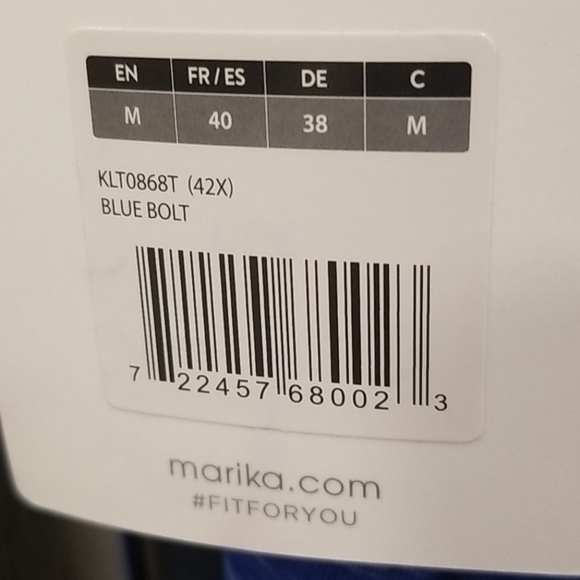 EN FR/ES DE C
M 40 38 M
KLT0868T (42X)
BLUE BOLT
7 22457 68002 3
marika.com
#FITFORYOU